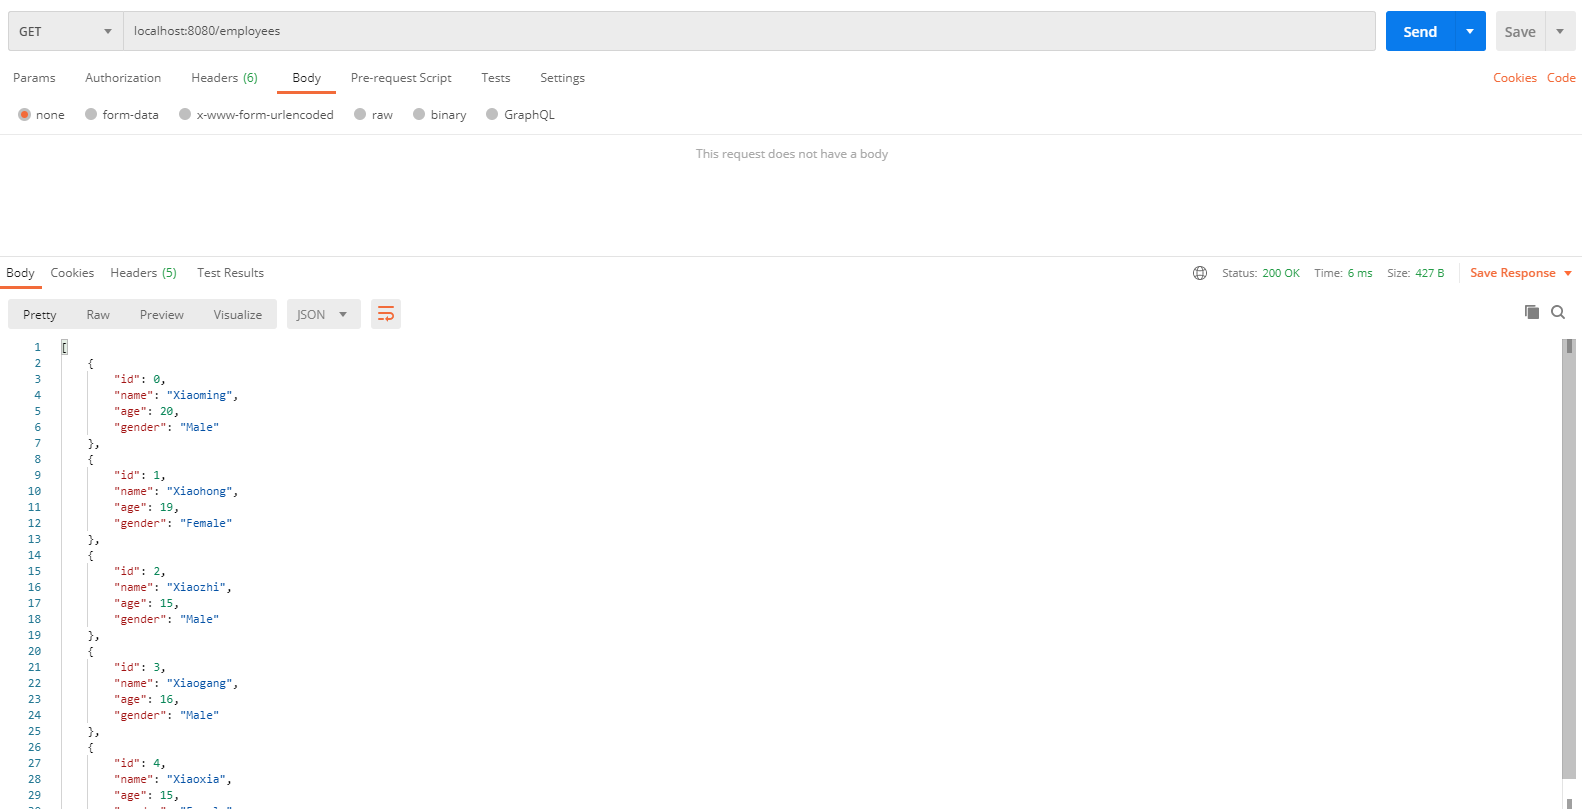 GET localhost:8080/employees Send Save
Params Authorization Headers (6) Body Pre-request Script Tests Settings Cookies Code
none form-data x-www-form-urlencoded raw binary GraphQL
This request does not have a body
Body Cookies Headers (5) Test Results Status: 200 OK Time: 6 ms Size: 427 B Save Response
Pretty Raw Preview Visualize JSON
1 [
2 {
3 "id": 0,
4 "name": "Xiaoming",
5 "age": 20,
6 "gender": "Male"
7 },
8 {
9 "id": 1,
10 "name": "Xiaohong",
11 "age": 19,
12 "gender": "Female"
13 },
14 {
15 "id": 2,
16 "name": "Xiaozhi",
17 "age": 15,
18 "gender": "Male"
19 },
20 {
21 "id": 3,
22 "name": "Xiaogang",
23 "age": 16,
24 "gender": "Male"
25 },
26 {
27 "id": 4,
28 "name": "Xiaoxia",
29 "age": 15,